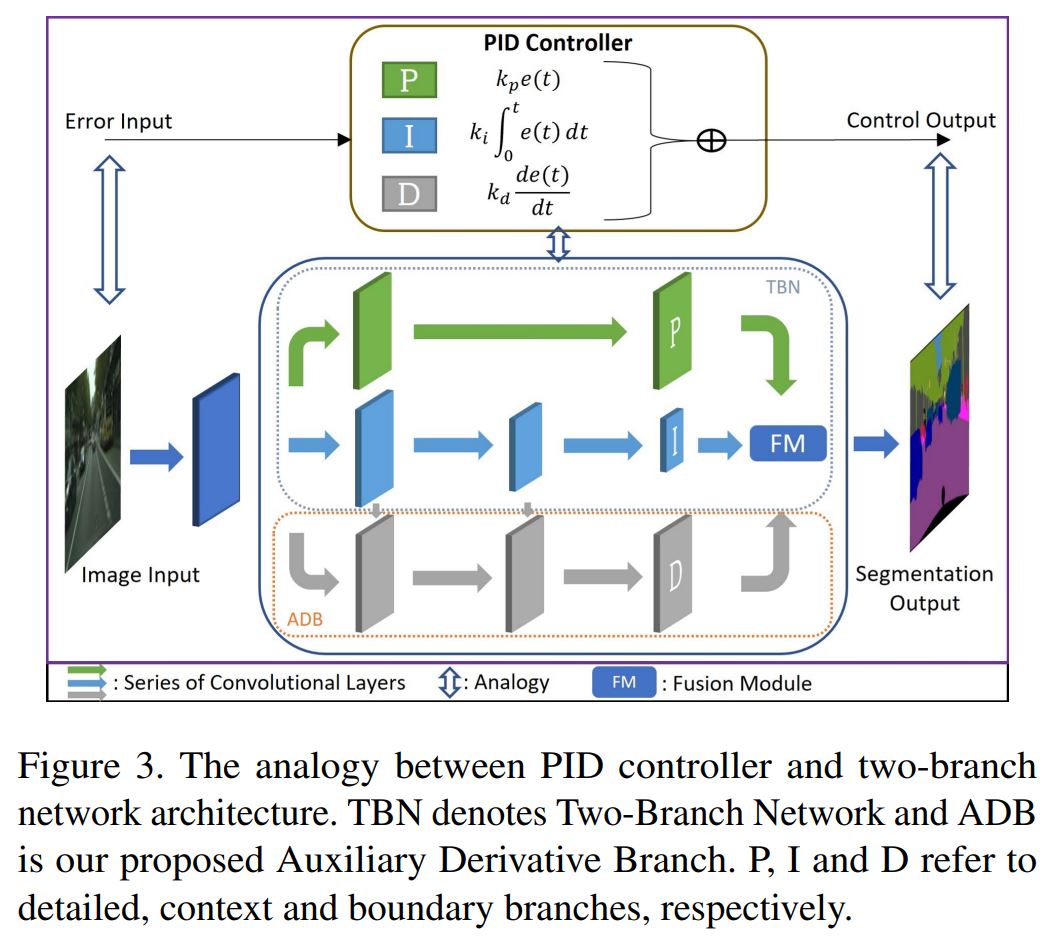 PID Controller
P
k_p e(t)
I
k_i ∫_0^t e(t) dt
D
k_d de(t)/dt
Error Input
Control Output
TBN
P
I
FM
D
ADB
Image Input
Segmentation
Output
: Series of Convolutional Layers
: Analogy
FM
: Fusion Module
Figure 3. The analogy between PID controller and two-branch
network architecture. TBN denotes Two-Branch Network and ADB
is our proposed Auxiliary Derivative Branch. P, I and D refer to
detailed, context and boundary branches, respectively.